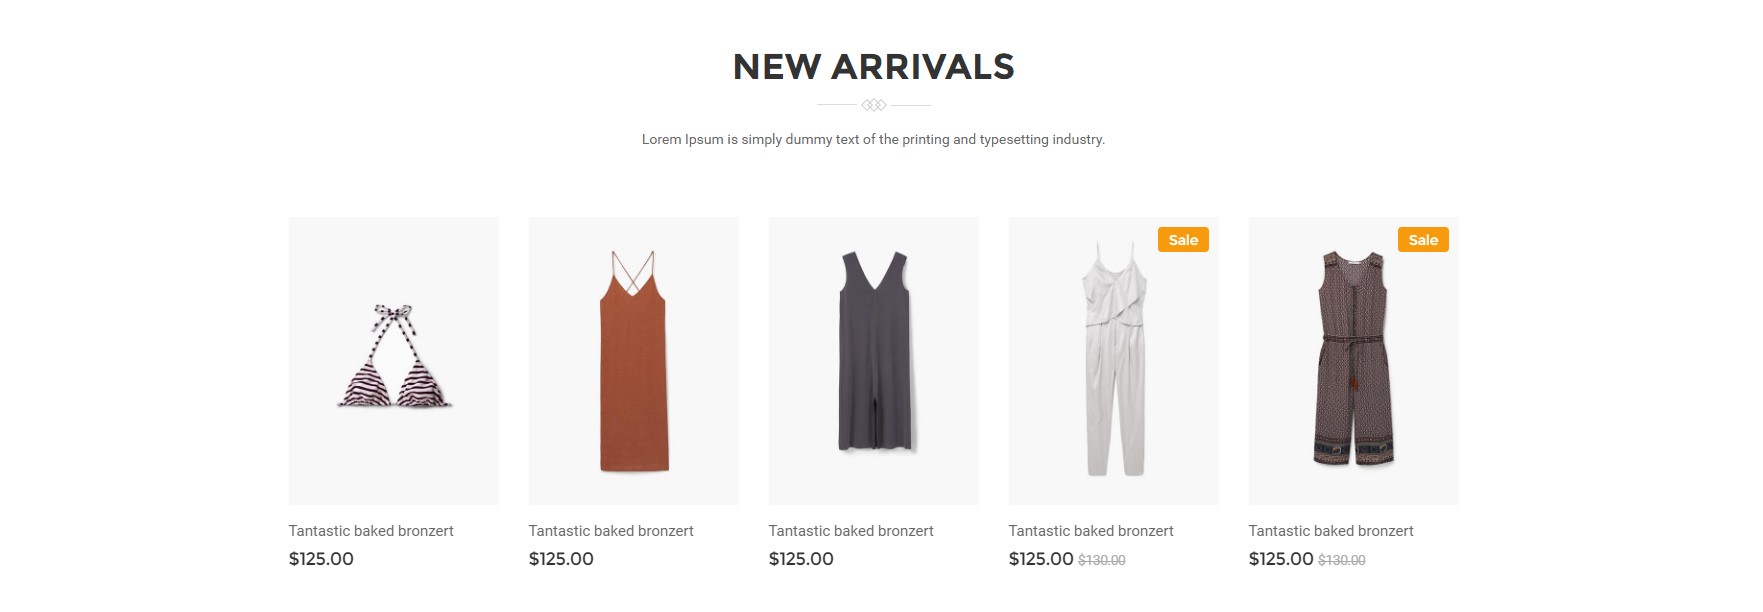 NEW ARRIVALS
Lorem Ipsum is simply dummy text of the printing and typesetting industry.
Sale
Sale
Tantastic baked bronzert
$125.00
Tantastic baked bronzert
$125.00
Tantastic baked bronzert
$125.00
Tantastic baked bronzert
$125.00 $130.00
Tantastic baked bronzert
$125.00 $130.00